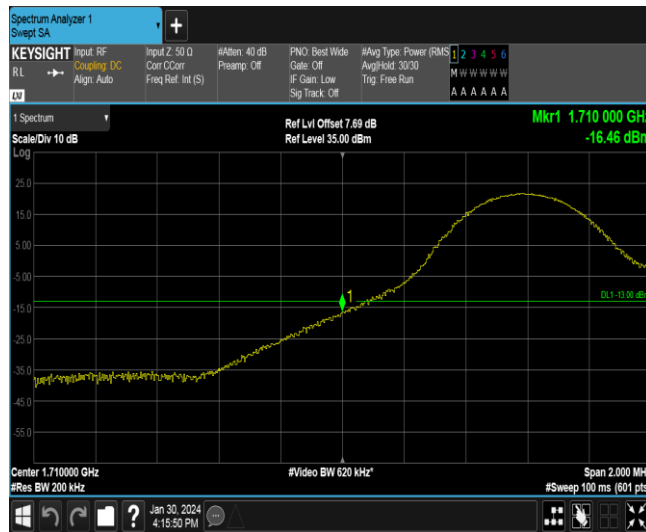 Spectrum Analyzer 1
Swept SA
+
KEYSIGHT
RL
LXI
Input: RF
Coupling: DC
Align: Auto
Input Z: 50 Ω
Corr CCorr
Freq Ref: Int (S)
#Atten: 40 dB
Preamp: Off
PNO: Best Wide
Gate: Off
IF Gain: Low
Sig Track: Off
#Avg Type: Power (RMS
Avg|Hold: 30/30
Trig: Free Run
1 2 3 4 5 6
M W W W W W
A A A A A A
1 Spectrum
Scale/Div 10 dB
Log
Ref Lvl Offset 7.69 dB
Ref Level 35.00 dBm
Mkr1 1.710 000 GHz
-16.46 dBm
25.0
15.0
5.00
-5.00
-15.0
-25.0
-35.0
-45.0
-55.0
1
DL1 -13.00 dBm
Center 1.710000 GHz
#Res BW 200 kHz
#Video BW 620 kHz*
Span 2.000 MH
#Sweep 100 ms (601 pts
?
Jan 30, 2024
4:15:50 PM